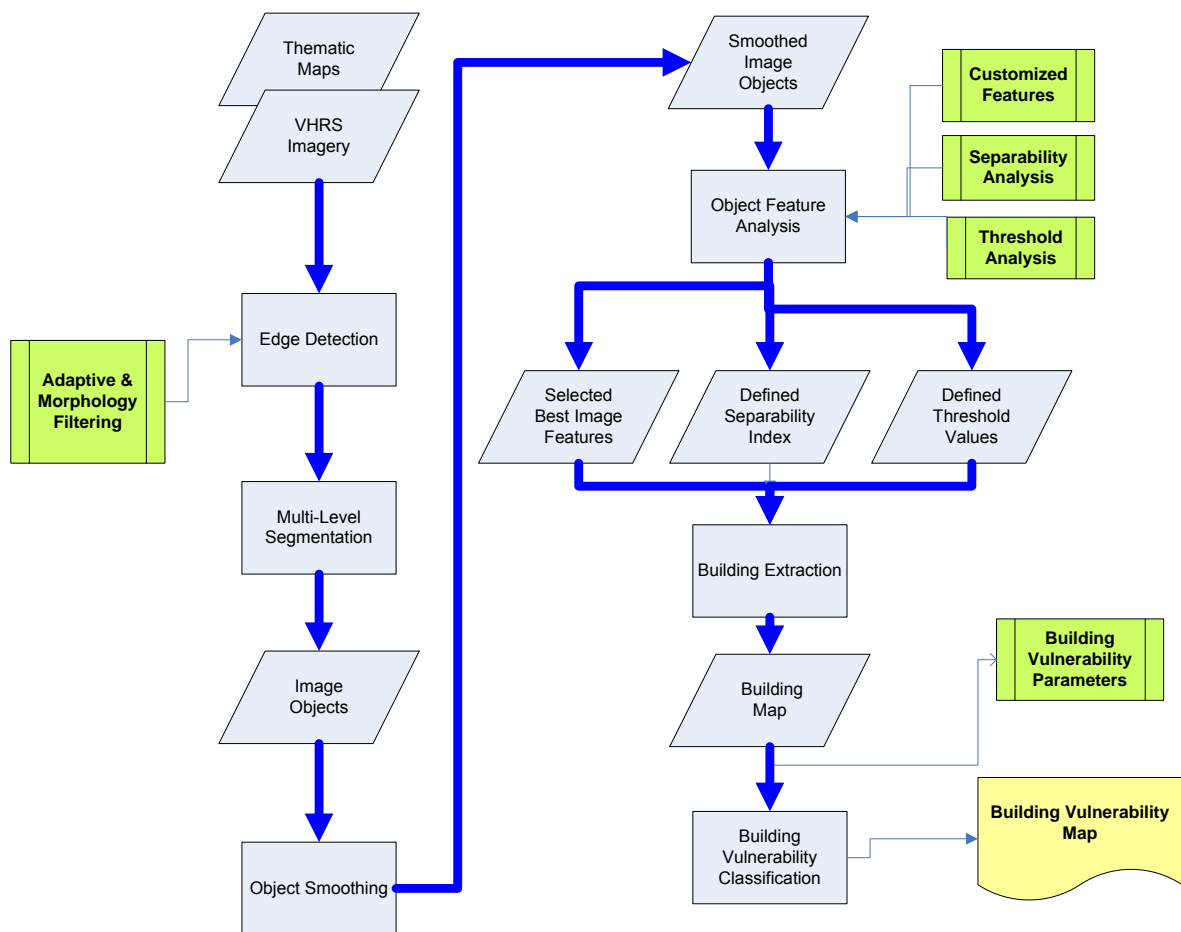 Thematic
Maps
VHRS
Imagery
Edge Detection
Adaptive &
Morphology
Filtering
Multi-Level
Segmentation
Image
Objects
Object Smoothing
Smoothed
Image
Objects
Customized
Features
Separability
Analysis
Threshold
Analysis
Object Feature
Analysis
Selected
Best Image
Features
Defined
Separability
Index
Defined
Threshold
Values
Building Extraction
Building
Map
Building
Vulnerability
Parameters
Building
Vulnerability
Classification
Building Vulnerability
Map